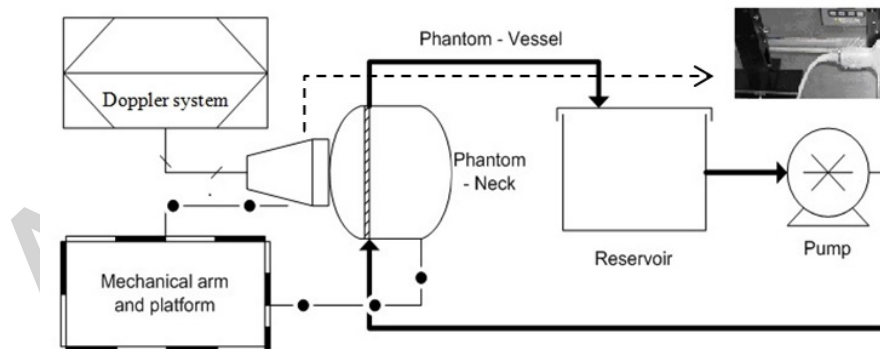 Phantom - Vessel
Doppler system
Phantom
- Neck
Mechanical arm
and platform
Reservoir
Pump